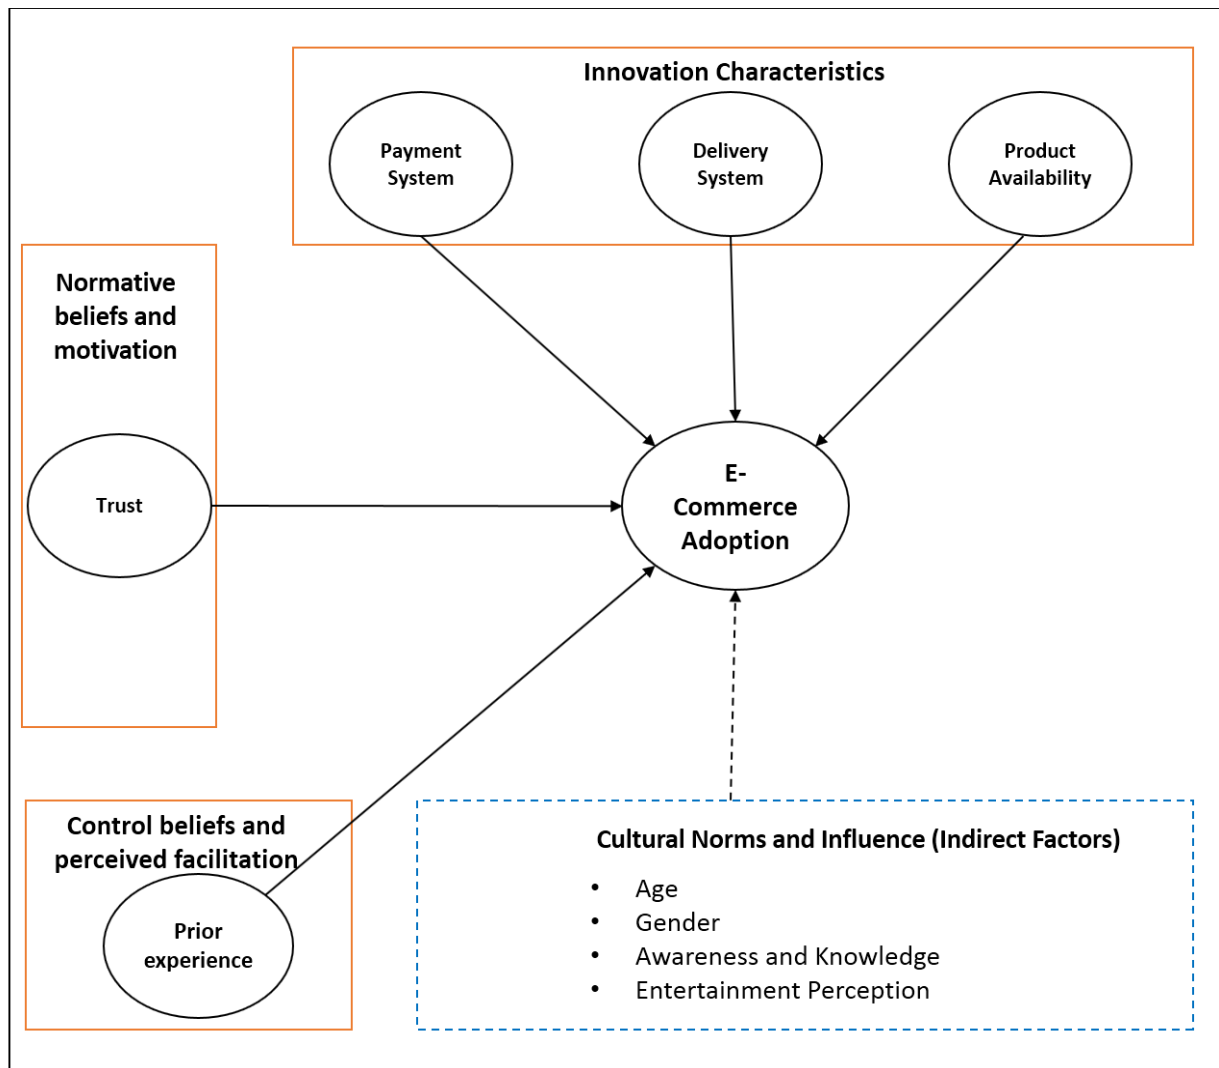 Innovation Characteristics
Payment
System
Delivery
System
Product
Availability
Normative
beliefs and
motivation
Trust
E-
Commerce
Adoption
Control beliefs and
perceived facilitation
Prior
experience
Cultural Norms and Influence (Indirect Factors)
• Age
• Gender
• Awareness and Knowledge
• Entertainment Perception